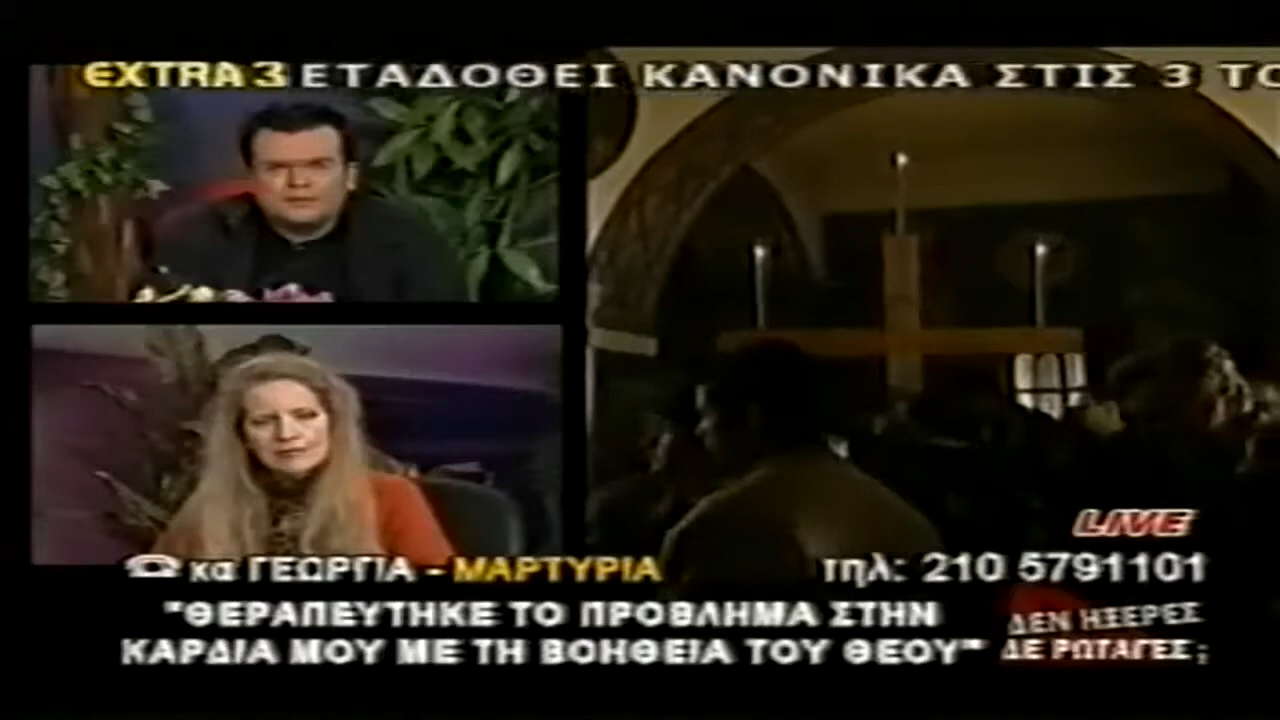 EXTRA 3 ΕΤΑΔΟΘΕΙ ΚΑΝΟΝΙΚΑ ΣΤΙΣ 3 ΤΟ
LIVE
κα ΓΕΩΡΓΙΑ - ΜΑΡΤΥΡΙΑ τηλ: 210 5791101
"ΘΕΡΑΠΕΥΤΗΚΕ ΤΟ ΠΡΟΒΛΗΜΑ ΣΤΗΝ
ΚΑΡΔΙΑ ΜΟΥ ΜΕ ΤΗ ΒΟΗΘΕΙΑ ΤΟΥ ΘΕΟΥ"
ΔΕΝ ΗΞΕΡΕΣ
ΔΕ ΡΩΤΑΓΕΣ;